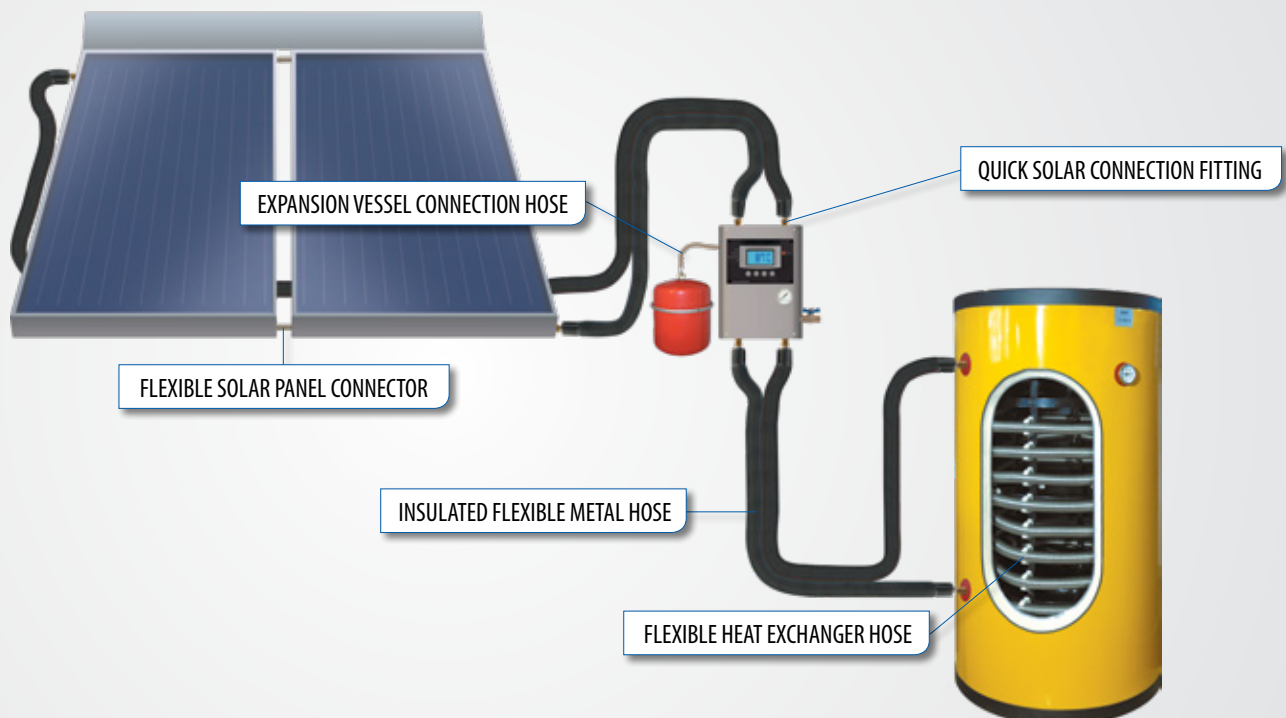 QUICK SOLAR CONNECTION FITTING
EXPANSION VESSEL CONNECTION HOSE
FLEXIBLE SOLAR PANEL CONNECTOR
INSULATED FLEXIBLE METAL HOSE
FLEXIBLE HEAT EXCHANGER HOSE